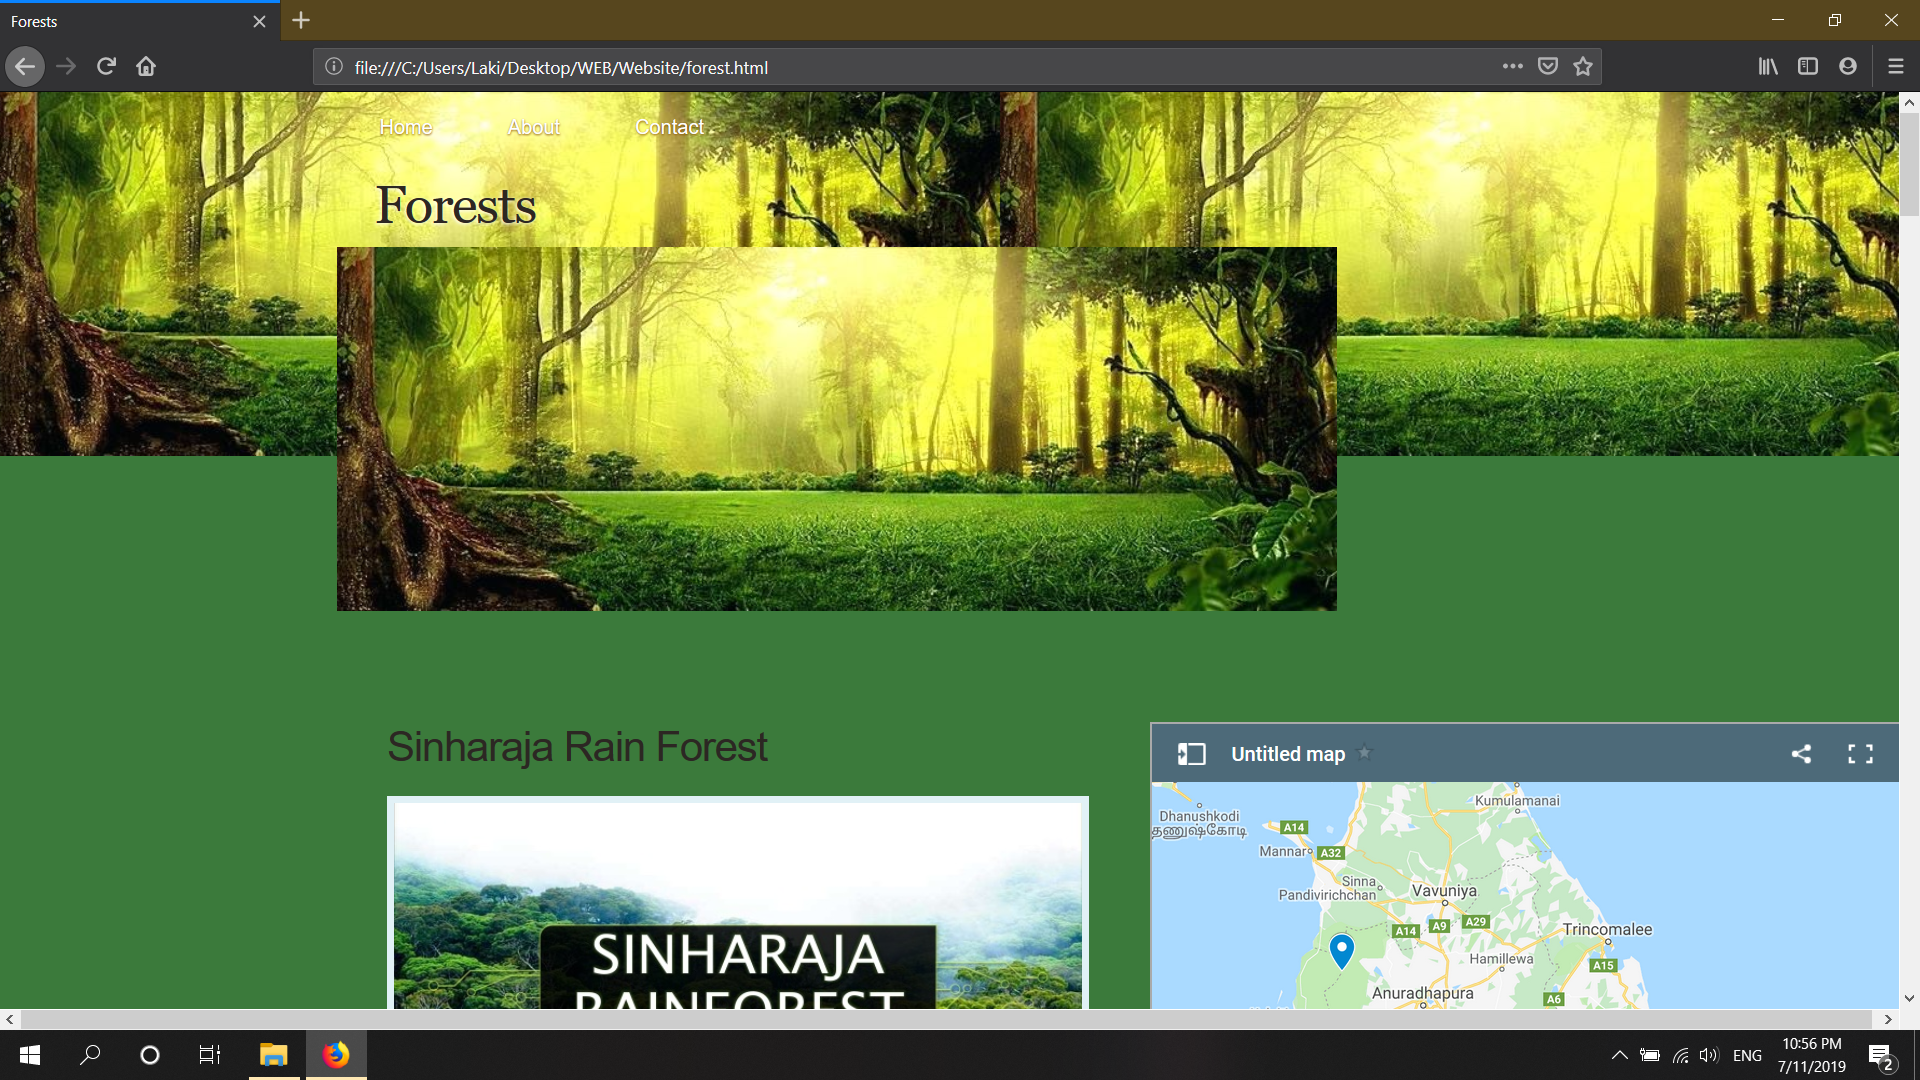 Forests
file:///C:/Users/Laki/Desktop/WEB/Website/forest.html
Home About Contact
Forests
Sinharaja Rain Forest
SINHARAJA
RAINFOREST
Untitled map
Kumulamanai
Dhanushkodi
தனுஷ்கோடி
A14
Mannar
A32
Sinna
Pandivirichchan
Vavuniya
A14
A9
A29
Trincomalee
Hamillewa
A15
Anuradhapura
A6
ENG
10:56 PM
7/11/2019
2